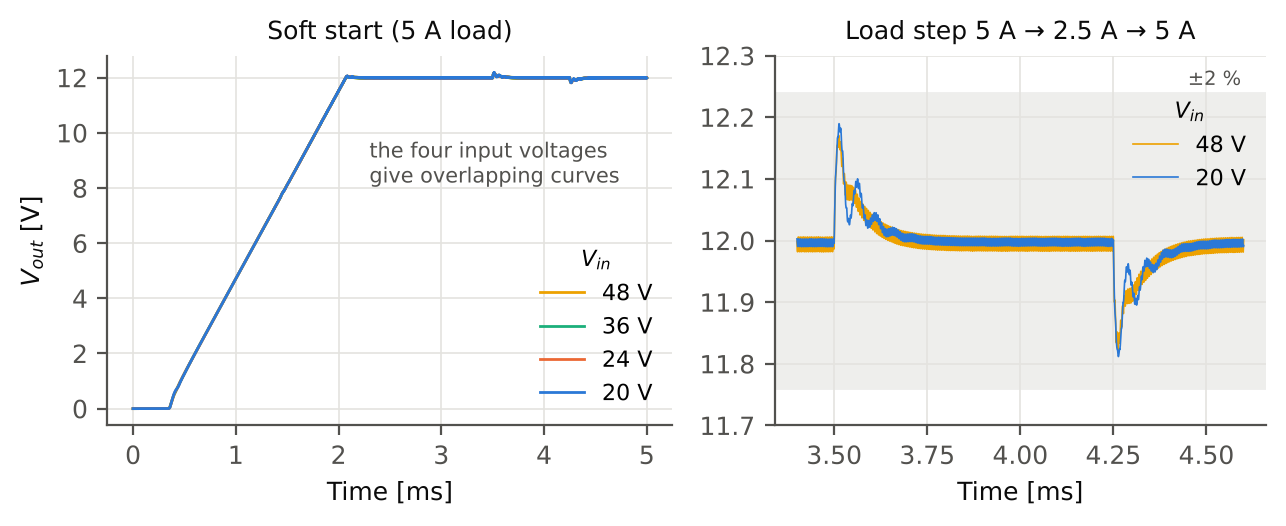 Soft start (5 A load)
V_out [V]
12
10
8
6
4
2
0
the four input voltages
give overlapping curves
V_in
48 V
36 V
24 V
20 V
0 1 2 3 4 5
Time [ms]
Load step 5 A → 2.5 A → 5 A
12.3
12.2
12.1
12.0
11.9
11.8
11.7
±2 %
V_in
48 V
20 V
3.50 3.75 4.00 4.25 4.50
Time [ms]